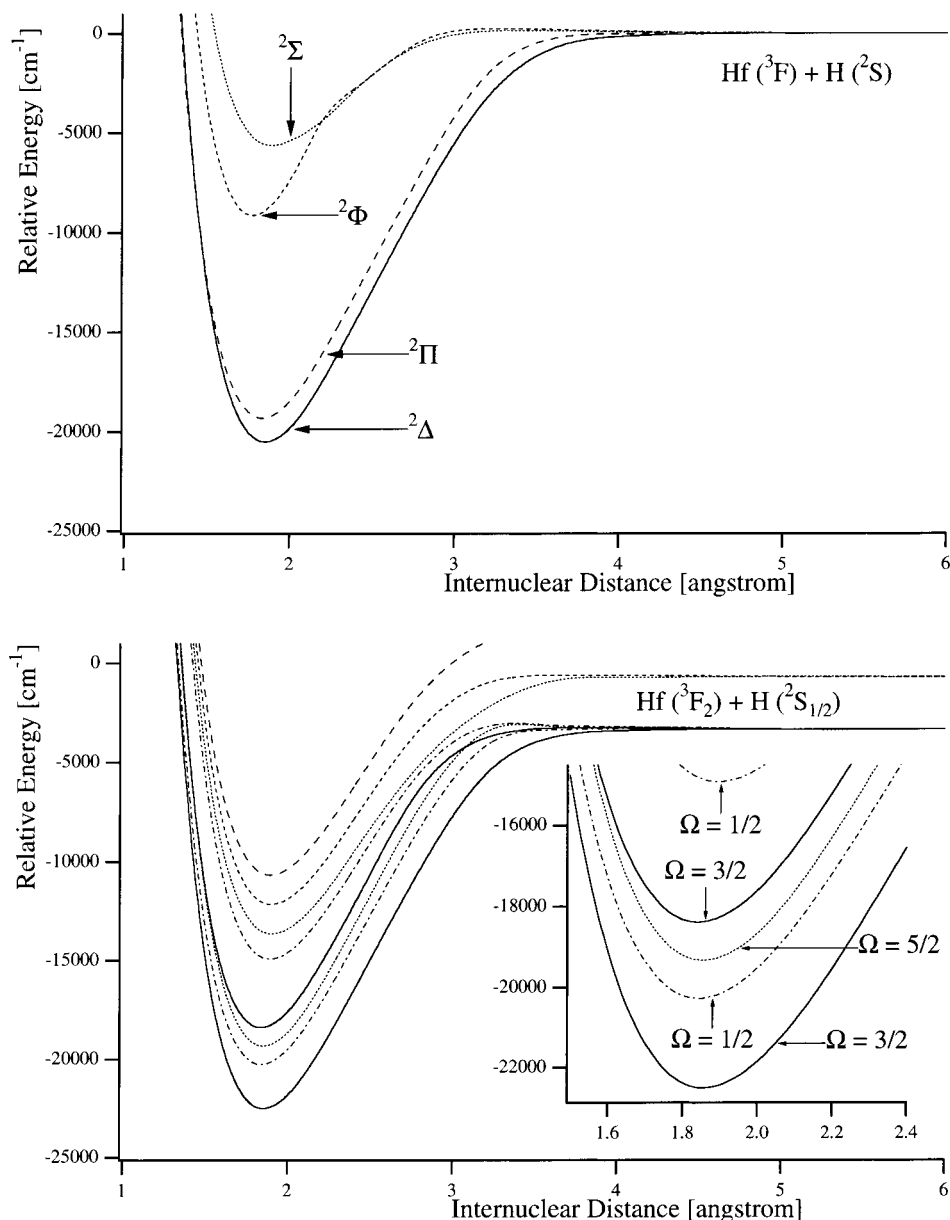 0
-5000
-10000
-15000
-20000
-25000
Relative Energy [cm⁻¹]
²Σ
Hf (³F) + H (²S)
²Φ
²Π
²Δ
1
2
3
4
5
6
Internuclear Distance [angstrom]
0
-5000
-10000
-15000
-20000
-25000
Relative Energy [cm⁻¹]
Hf (³F₂) + H (²S₁/₂)
-16000
-18000
-20000
-22000
Ω = 1/2
Ω = 3/2
Ω = 5/2
Ω = 1/2
Ω = 3/2
1.6
1.8
2.0
2.2
2.4
1
2
3
4
5
6
Internuclear Distance [angstrom]